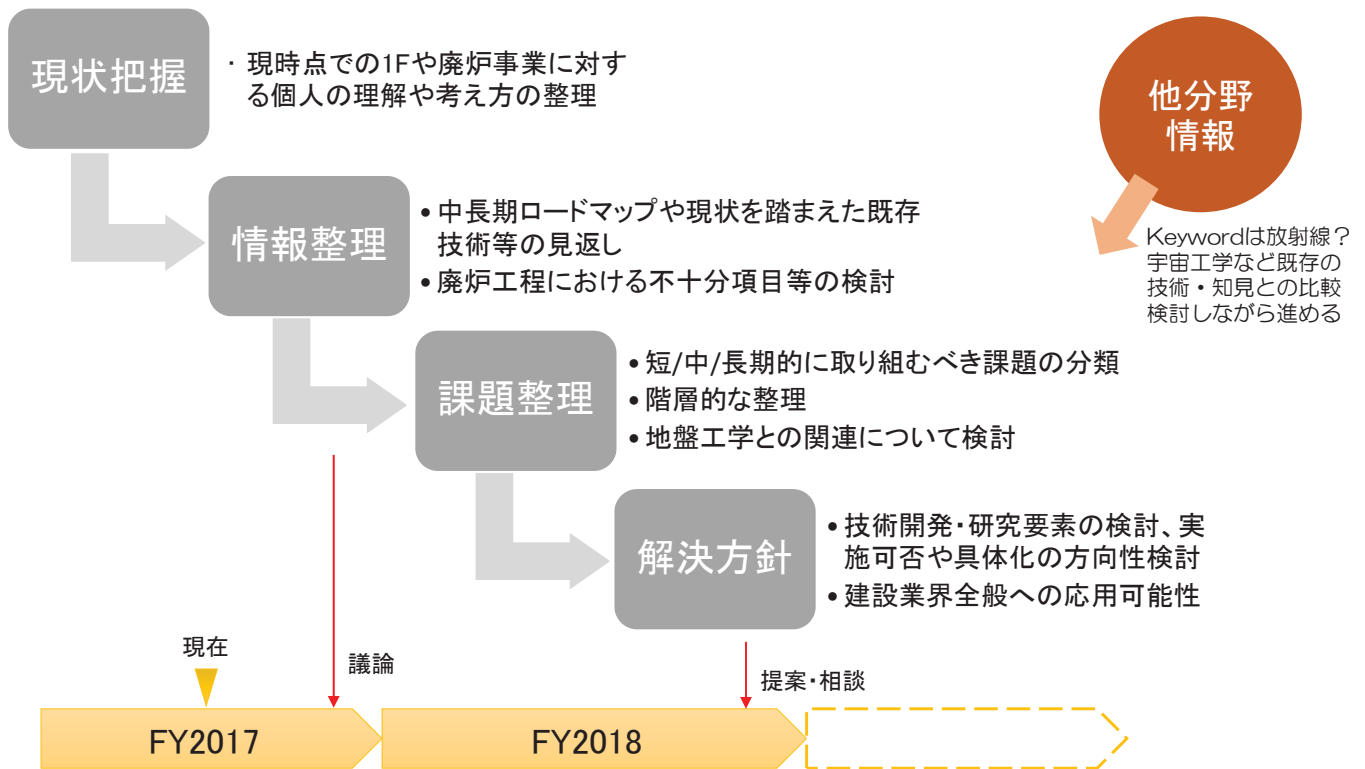 現状把握
・ 現時点での1Fや廃炉事業に対す
る個人の理解や考え方の整理
他分野
情報
Keywordは放射線？
宇宙工学など既存の
技術・知見との比較
検討しながら進める
情報整理
• 中長期ロードマップや現状を踏まえた既存
技術等の見返し
• 廃炉工程における不十分項目等の検討
課題整理
• 短/中/長期的に取り組むべき課題の分類
• 階層的な整理
• 地盤工学との関連について検討
解決方針
• 技術開発・研究要素の検討、実
施可否や具体化の方向性検討
• 建設業界全般への応用可能性
現在
議論
提案・相談
FY2017
FY2018